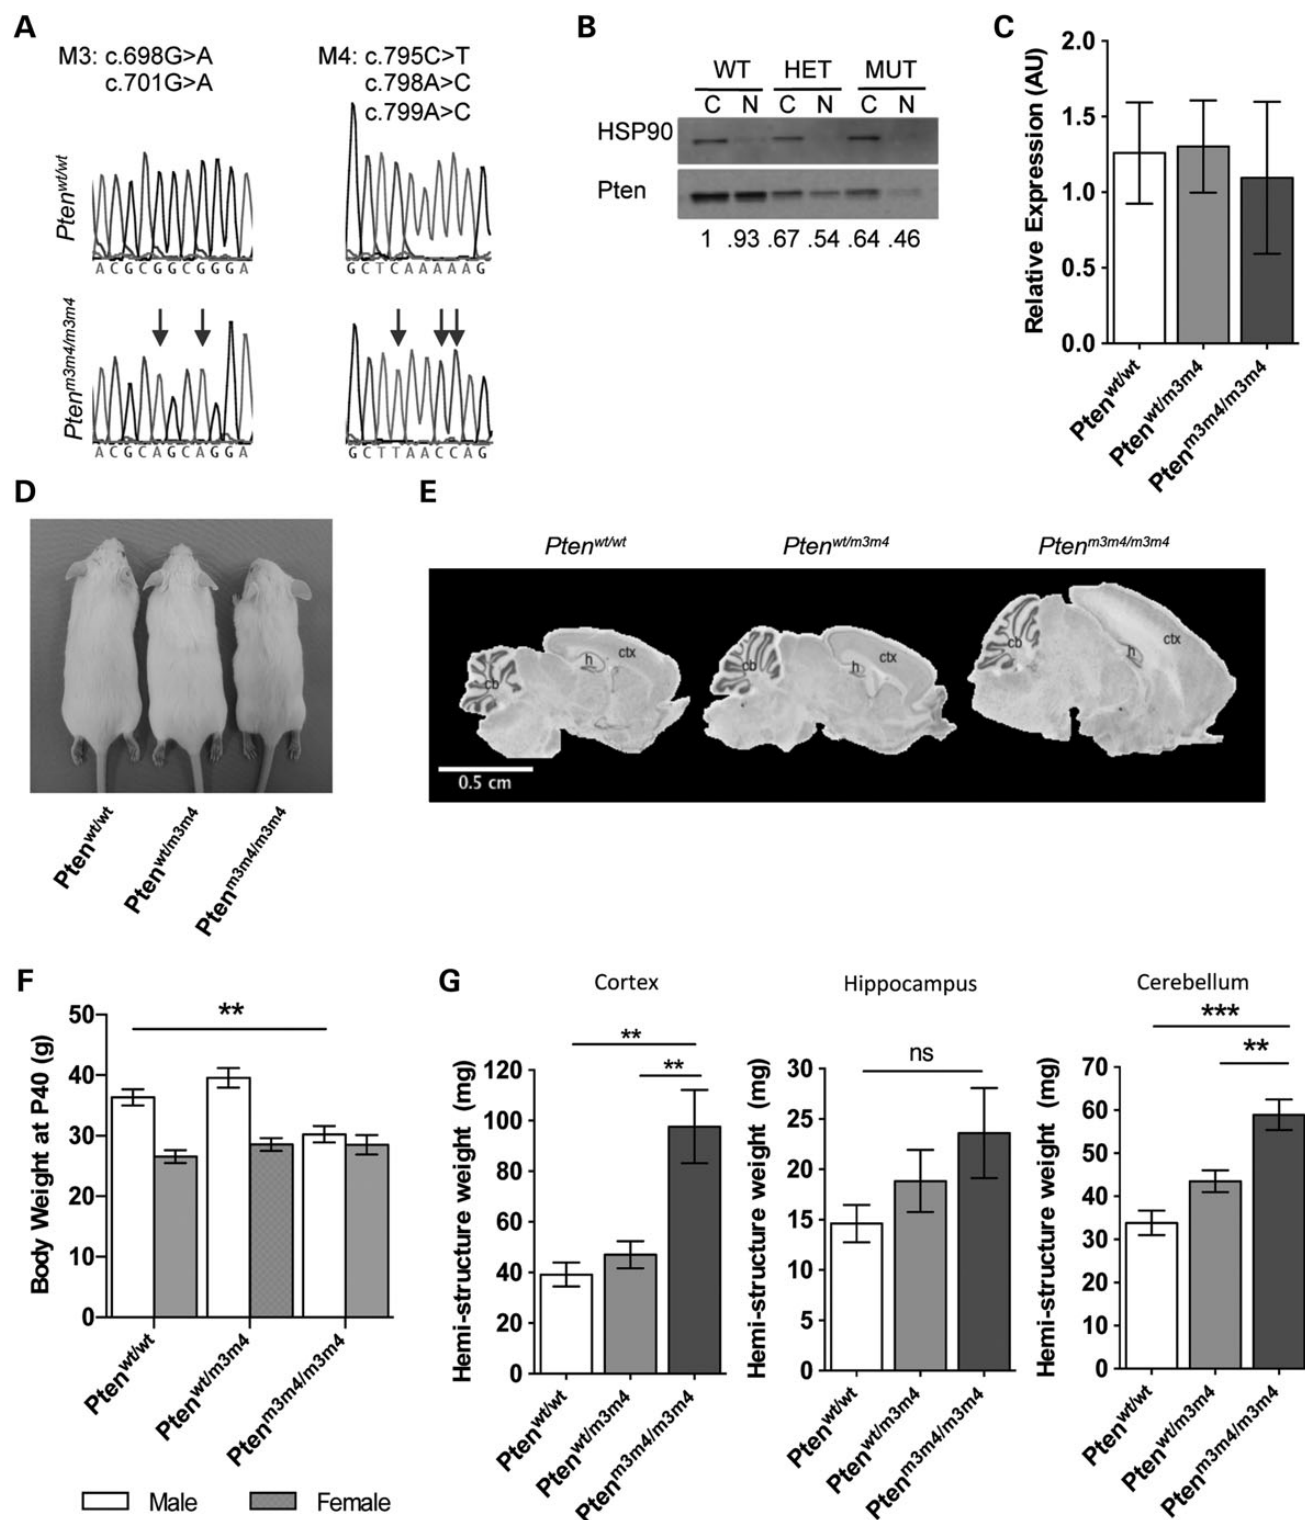 A
M3: c.698G>A
c.701G>A
M4: c.795C>T
c.798A>C
c.799A>C
Pten^wt/wt
ACGCGGCGGGA
GCTCAAAAAG
Pten^m3m4/m3m4
ACGCAGCAGGA
GCTTAACCAG
B
WT HET MUT
C N C N C N
HSP90
Pten
1 .93 .67 .54 .64 .46
C
Relative Expression (AU)
2.0
1.5
1.0
0.5
0.0
Pten^wt/wt
Pten^wt/m3m4
Pten^m3m4/m3m4
D
Pten^wt/wt
Pten^wt/m3m4
Pten^m3m4/m3m4
E
Pten^wt/wt
Pten^wt/m3m4
Pten^m3m4/m3m4
cb h ctx
cb h ctx
cb h ctx
0.5 cm
F
Body Weight at P40 (g)
50
40
30
20
10
0
**
Pten^wt/wt
Pten^wt/m3m4
Pten^m3m4/m3m4
Male Female
G
Cortex
Hemi-structure weight (mg)
120
100
80
60
40
20
0
**
**
Pten^wt/wt
Pten^wt/m3m4
Pten^m3m4/m3m4
Hippocampus
Hemi-structure weight (mg)
30
25
20
15
10
5
0
ns
Pten^wt/wt
Pten^wt/m3m4
Pten^m3m4/m3m4
Cerebellum
Hemi-structure weight (mg)
70
60
50
40
30
20
10
0
***
**
Pten^wt/wt
Pten^wt/m3m4
Pten^m3m4/m3m4